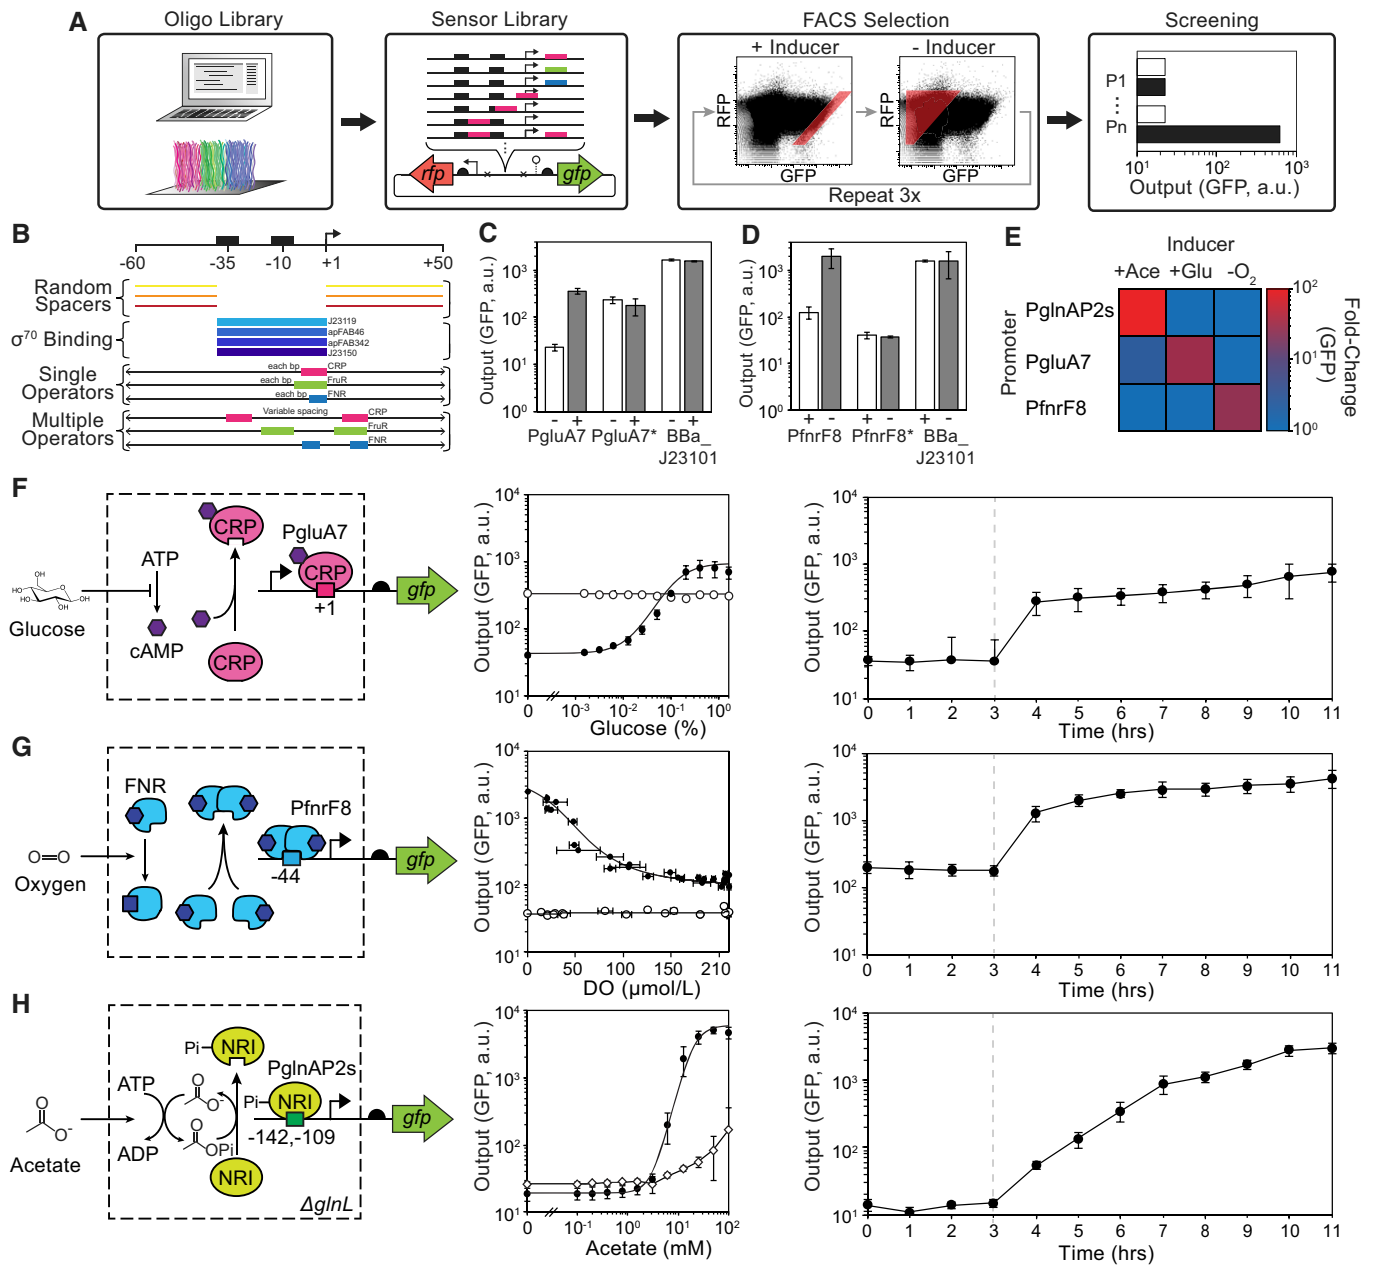 A
Oligo Library
Sensor Library
FACS Selection
Screening
rfp
gfp
+ Inducer
- Inducer
RFP
GFP
RFP
GFP
Repeat 3x
P1
Pn
10¹
10²
10³
Output (GFP, a.u.)
B
-60
-35
-10
+1
+50
Random
Spacers
σ⁷⁰ Binding
J23119
apFAB46
apFAB342
J23150
Single
Operators
each bp
CRP
each bp
FruR
each bp
FNR
Multiple
Operators
Variable spacing
CRP
FruR
FNR
C
Output (GFP, a.u.)
10³
10²
10¹
10⁰
- + - + - +
PgluA7 PgluA7* BBa_
J23101
D
Output (GFP, a.u.)
10³
10²
10¹
10⁰
+ - + - + -
PfnrF8 PfnrF8* BBa_
J23101
E
Inducer
+Ace +Glu -O₂
Promoter
PglnAP2s
PgluA7
PfnrF8
10²
10¹
10⁰
Fold-Change
(GFP)
F
Glucose
OH
HO
HO
O
OH
OH
ATP
cAMP
CRP
CRP
PgluA7
CRP
+1
gfp
Output (GFP, a.u.)
10⁴
10³
10²
10¹
0 10⁻³ 10⁻² 10⁻¹ 10⁰
Glucose (%)
Output (GFP, a.u.)
10⁴
10³
10²
10¹
0 1 2 3 4 5 6 7 8 9 10 11
Time (hrs)
G
O=O
Oxygen
FNR
PfnrF8
-44
gfp
Output (GFP, a.u.)
10⁴
10³
10²
10¹
0 50 100 150 210
DO (µmol/L)
Output (GFP, a.u.)
10⁴
10³
10²
10¹
0 1 2 3 4 5 6 7 8 9 10 11
Time (hrs)
H
O
O⁻
Acetate
ATP
ADP
O
O⁻
O
OPi
Pi
NRI
NRI
PglnAP2s
Pi
NRI
-142,-109
ΔglnL
gfp
Output (GFP, a.u.)
10⁴
10³
10²
10¹
0 10⁻¹ 10⁰ 10¹ 10²
Acetate (mM)
Output (GFP, a.u.)
10⁴
10³
10²
10¹
0 1 2 3 4 5 6 7 8 9 10 11
Time (hrs)